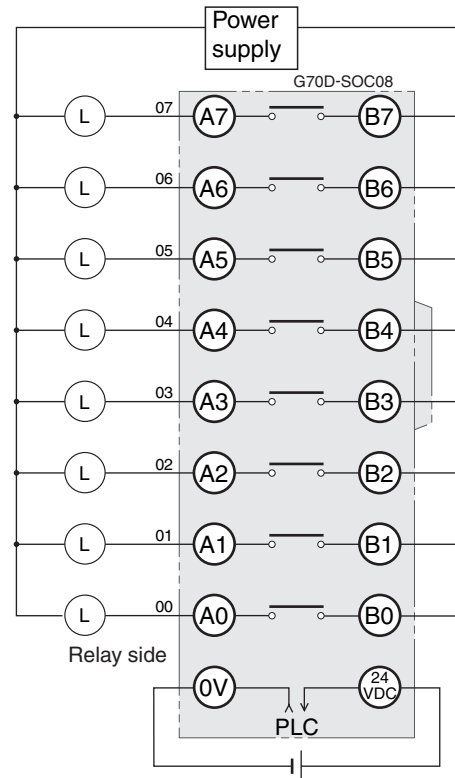 Power
supply
G70D-SOC08
L 07 A7 B7
L 06 A6 B6
L 05 A5 B5
L 04 A4 B4
L 03 A3 B3
L 02 A2 B2
L 01 A1 B1
L 00 A0 B0
Relay side
0V 24
VDC
PLC